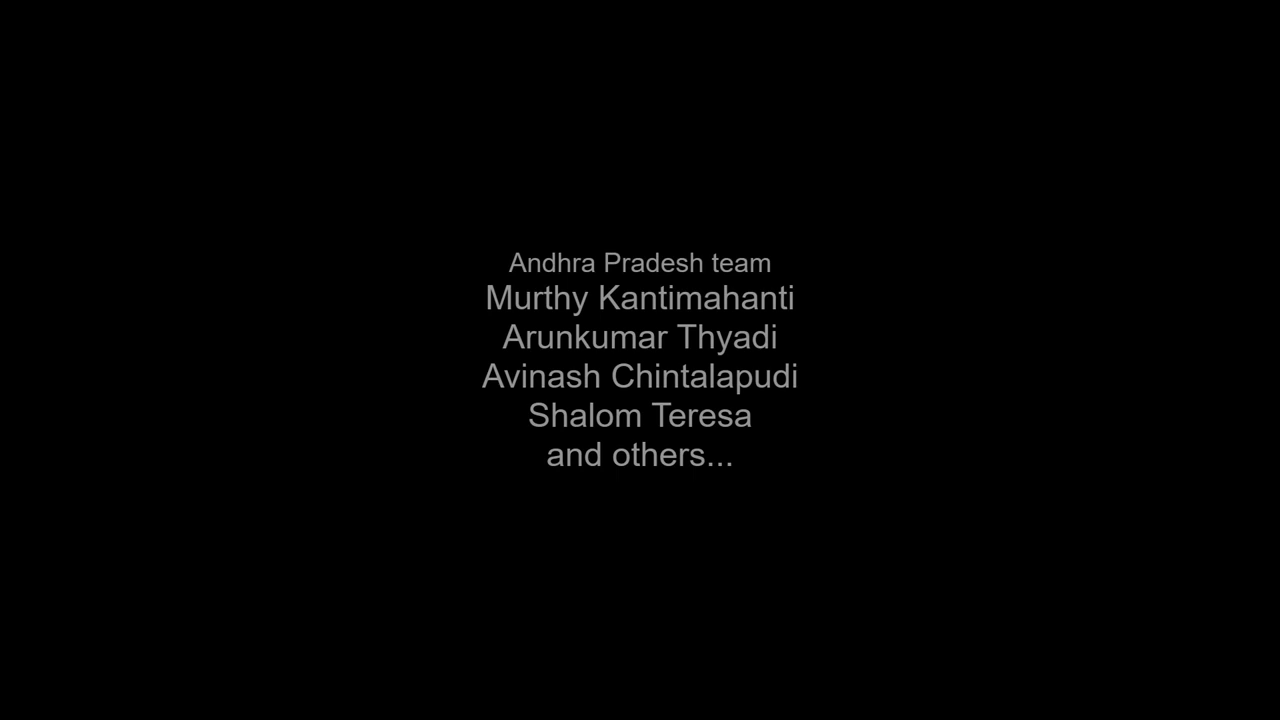 Andhra Pradesh team
Murthy Kantimahanti
Arunkumar Thyadi
Avinash Chintalapudi
Shalom Teresa
and others...